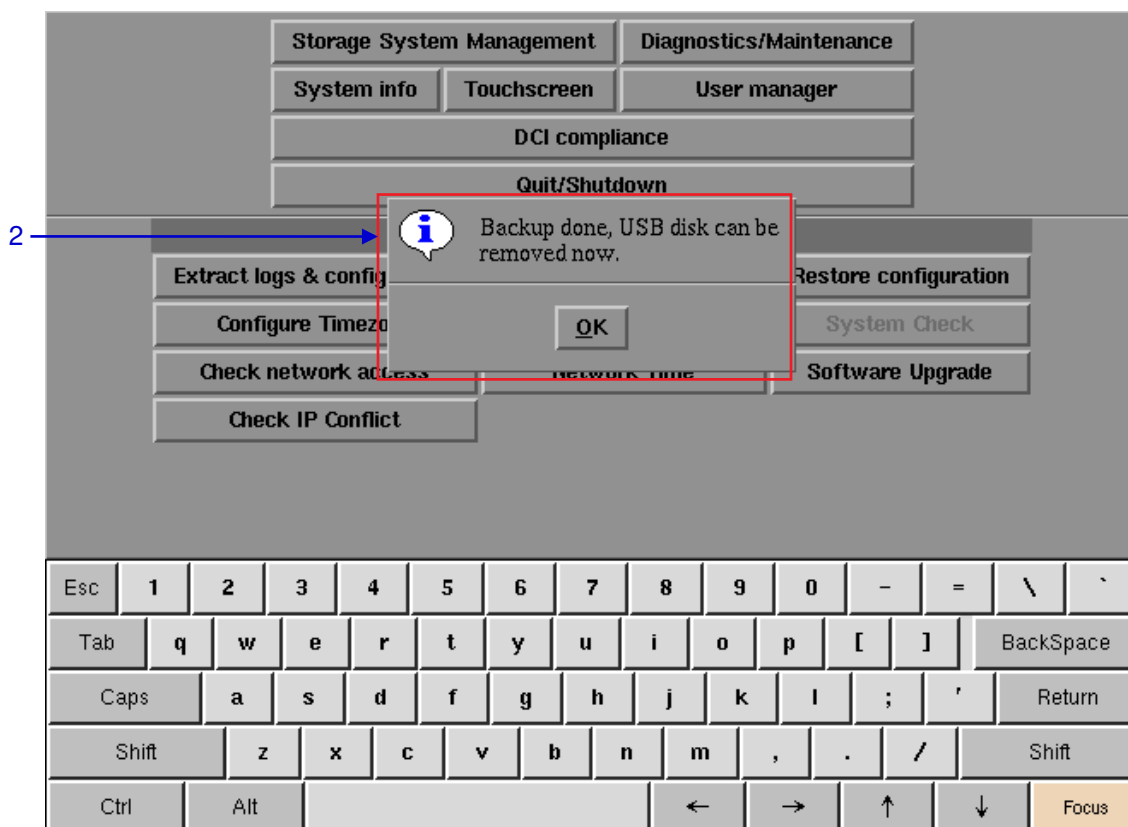 Storage System Management Diagnostics/Maintenance
System info Touchscreen User manager
DCI compliance
Quit/Shutdown
2
i Backup done, USB disk can be
removed now.
Extract logs & config Restore configuration
Configure Timezo OK System Check
Check network access Network Time Software Upgrade
Check IP Conflict
Esc 1 2 3 4 5 6 7 8 9 0 - = \ `
Tab q w e r t y u i o p [ ] BackSpace
Caps a s d f g h j k l ; ' Return
Shift z x c v b n m , . / Shift
Ctrl Alt ← → ↑ ↓ Focus